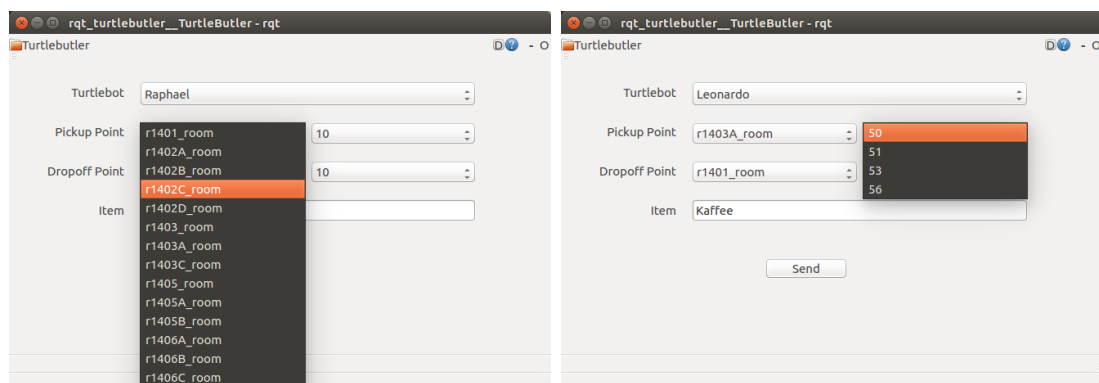 rqt_turtlebutler__TurtleButler - rqt
Turtlebutler D ? - O
Turtlebot Raphael
Pickup Point r1401_room 10
r1402A_room
r1402B_room
Dropoff Point 10
r1402C_room
Item r1402D_room
r1403_room
r1403A_room
r1403C_room
r1405_room
r1405A_room
r1405B_room
r1406A_room
r1406B_room
r1406C_room
rqt_turtlebutler__TurtleButler - rqt
Turtlebutler D ? - O
Turtlebot Leonardo
Pickup Point r1403A_room 50
51
Dropoff Point r1401_room 53
56
Item Kaffee
Send